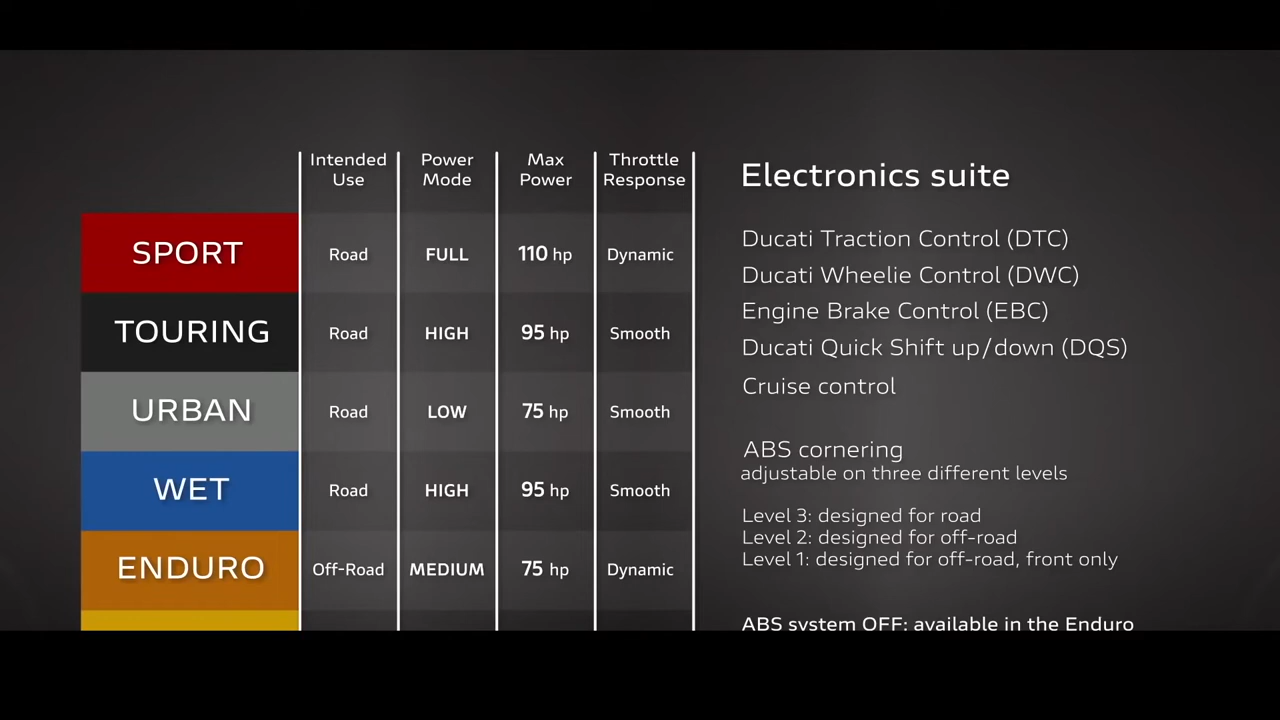 Intended Use
Power Mode
Max Power
Throttle Response
SPORT
Road
FULL
110 hp
Dynamic
TOURING
Road
HIGH
95 hp
Smooth
URBAN
Road
LOW
75 hp
Smooth
WET
Road
HIGH
95 hp
Smooth
ENDURO
Off-Road
MEDIUM
75 hp
Dynamic
Electronics suite
Ducati Traction Control (DTC)
Ducati Wheelie Control (DWC)
Engine Brake Control (EBC)
Ducati Quick Shift up/down (DQS)
Cruise control
ABS cornering
adjustable on three different levels
Level 3: designed for road
Level 2: designed for off-road
Level 1: designed for off-road, front only
ABS system OFF: available in the Enduro